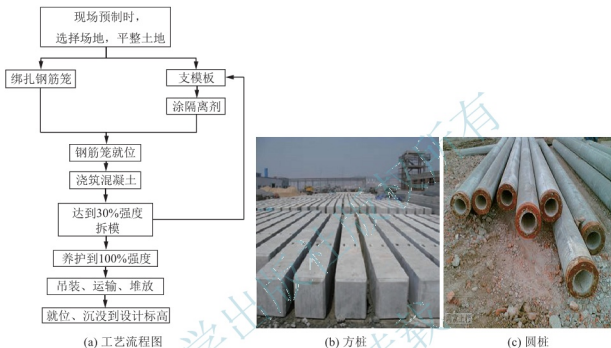 现场预制时，
选择场地，平整土地
绑扎钢筋笼
支模板
涂隔离剂
钢筋笼就位
浇筑混凝土
达到30%强度
拆模
养护到100%强度
吊装、运输、堆放
就位、沉没到设计标高
(a) 工艺流程图
(b) 方桩
(c) 圆桩